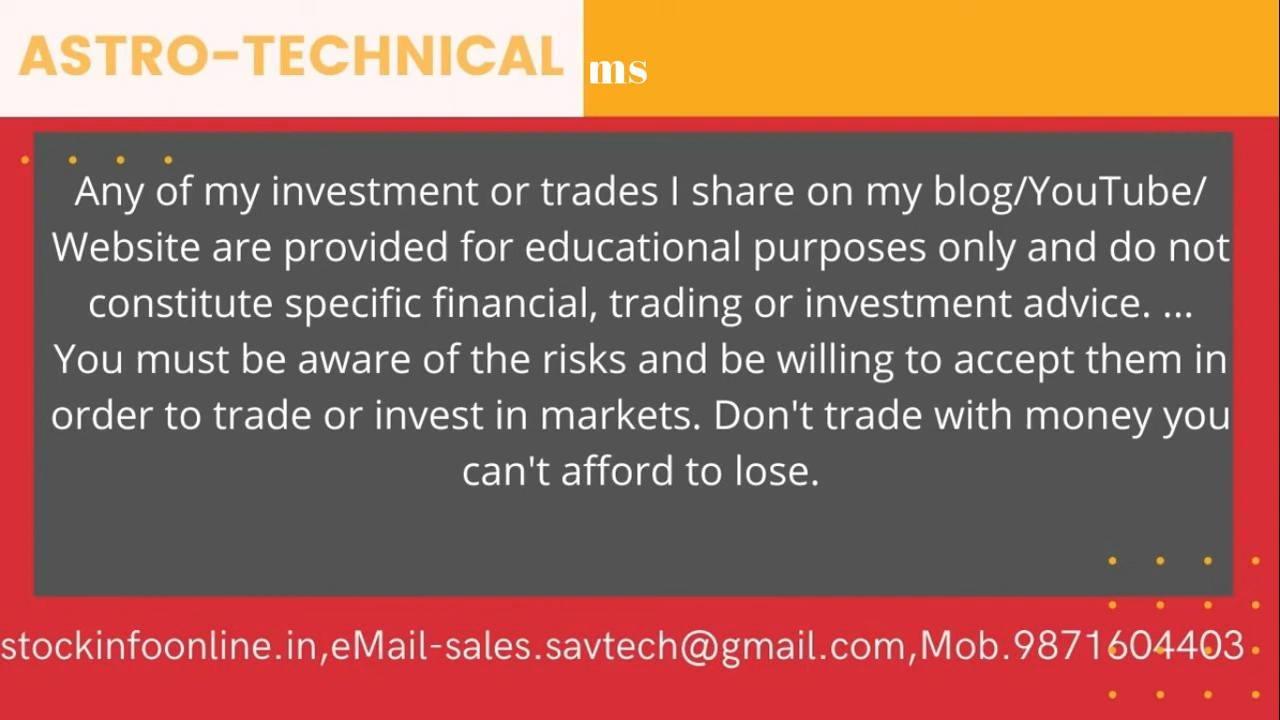 ASTRO-TECHNICAL
ms
Any of my investment or trades I share on my blog/YouTube/
Website are provided for educational purposes only and do not
constitute specific financial, trading or investment advice. ...
You must be aware of the risks and be willing to accept them in
order to trade or invest in markets. Don't trade with money you
can't afford to lose.
stockinfoonline.in,eMail-sales.savtech@gmail.com,Mob.9871604403